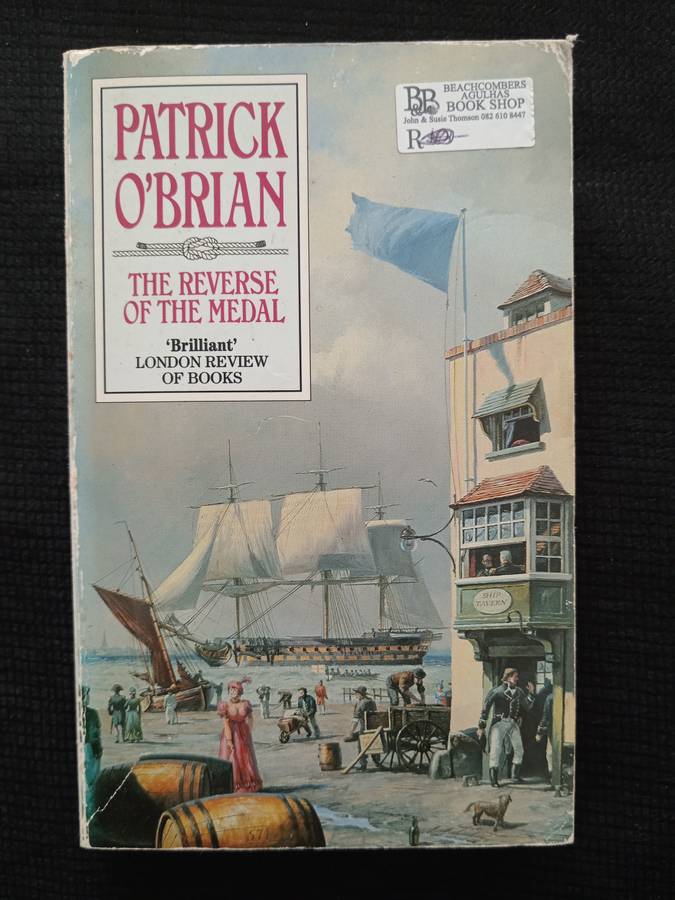 PATRICK
O'BRIAN
THE REVERSE
OF THE MEDAL
'Brilliant'
LONDON REVIEW
OF BOOKS
B&B
BEACHCOMBERS
AGULHAS
BOOK SHOP
John & Susie Thomson 082 610 8447
R
SHIP
TAVERN
671